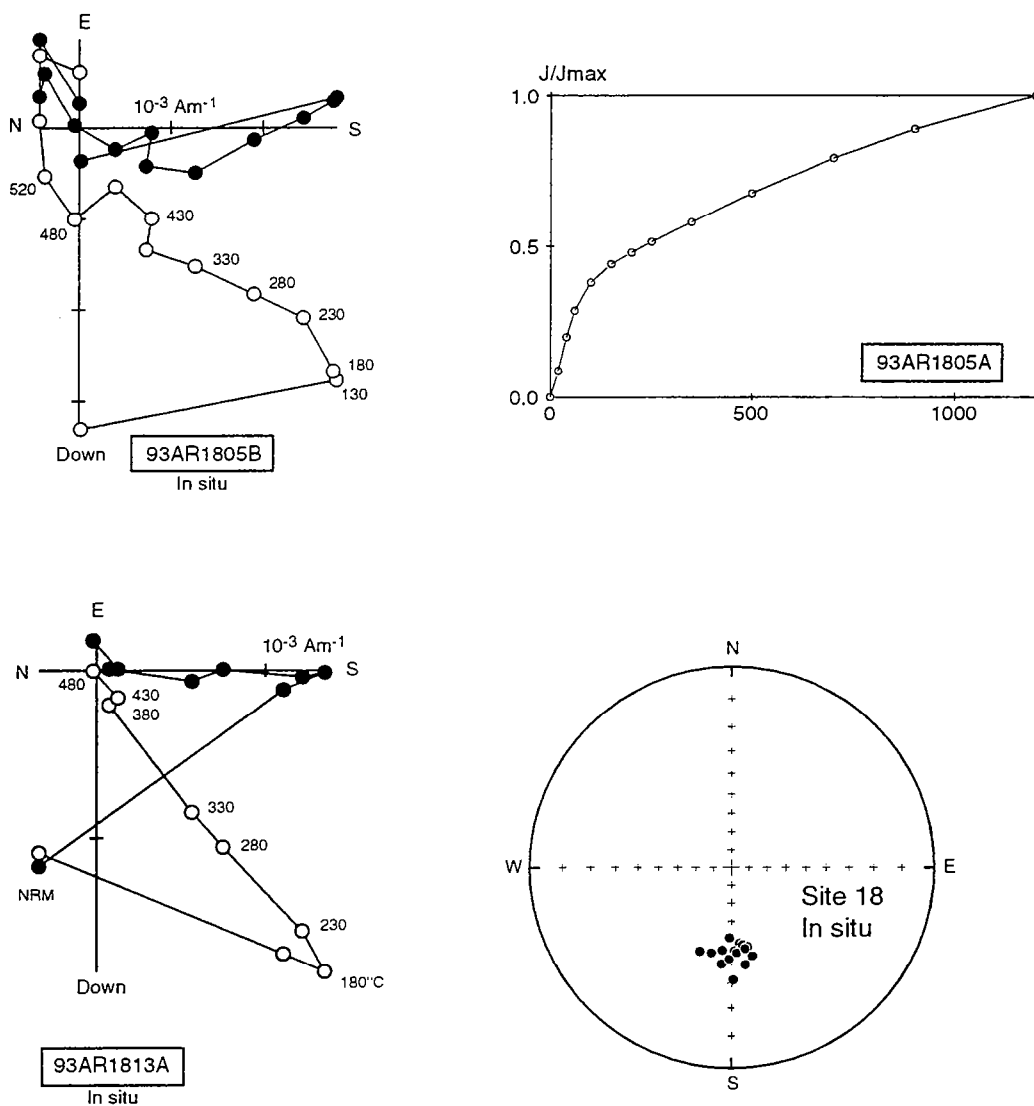 E
10-3 Am-1
N
S
520
480
430
330
280
230
180
130
Down
93AR1805B
In situ
J/Jmax
1.0
0.5
0.0
0
500
1000
93AR1805A
E
10-3 Am-1
N
S
480
430
380
330
280
NRM
230
Down
180"C
93AR1813A
In situ
N
W
E
Site 18
In situ
S